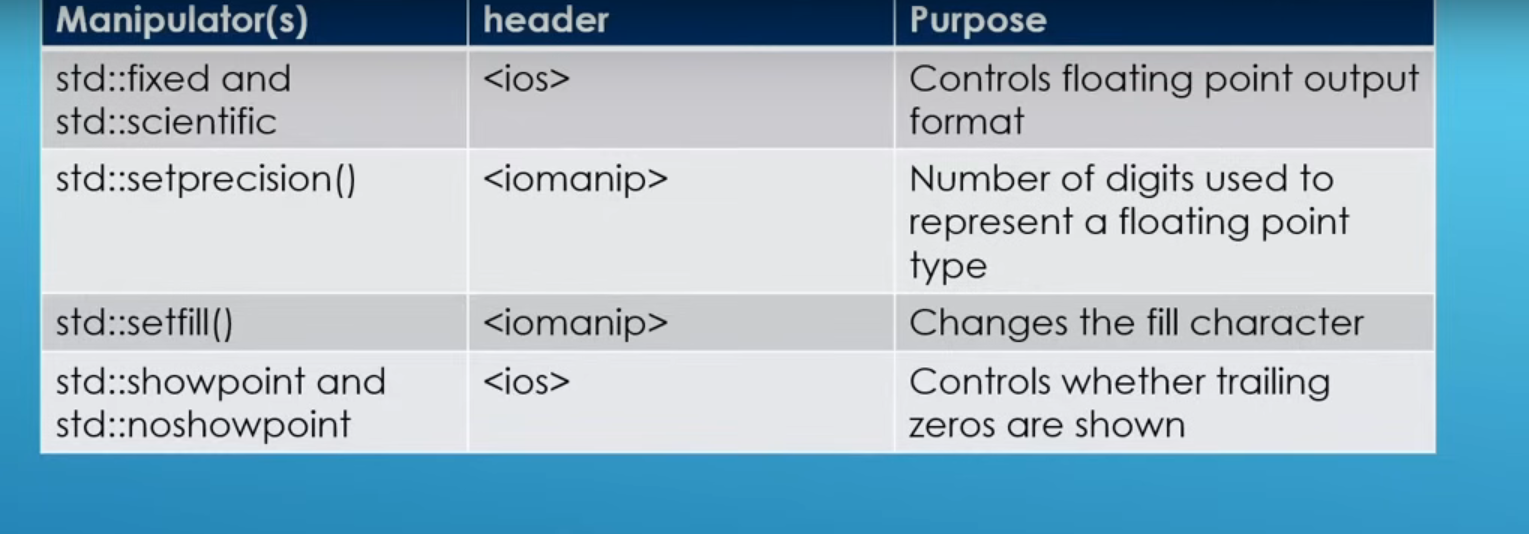 Manipulator(s) header Purpose
std::fixed and <ios> Controls floating point output
std::scientific format
std::setprecision() <iomanip> Number of digits used to
represent a floating point
type
std::setfill() <iomanip> Changes the fill character
std::showpoint and <ios> Controls whether trailing
std::noshowpoint zeros are shown